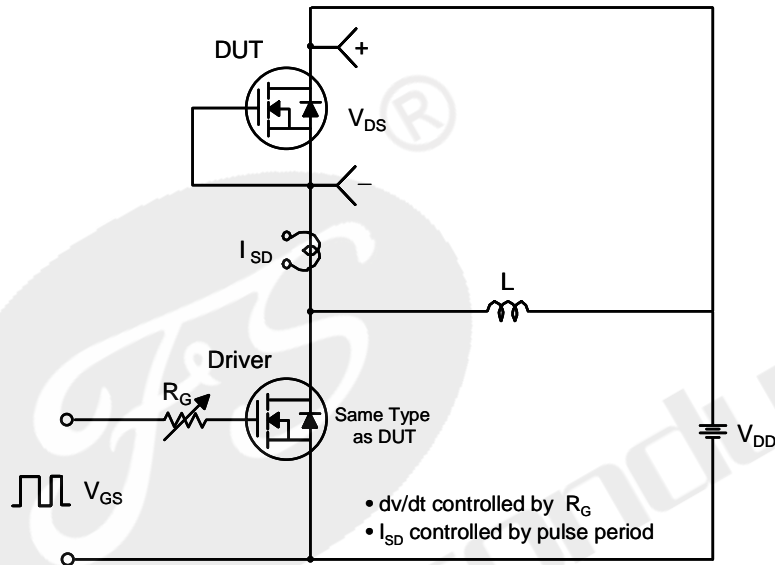 DUT
+
V_DS
®
−
I_SD
L
Driver
R_G
Same Type
as DUT
V_DD
V_GS
• dv/dt controlled by R_G
• I_SD controlled by pulse period